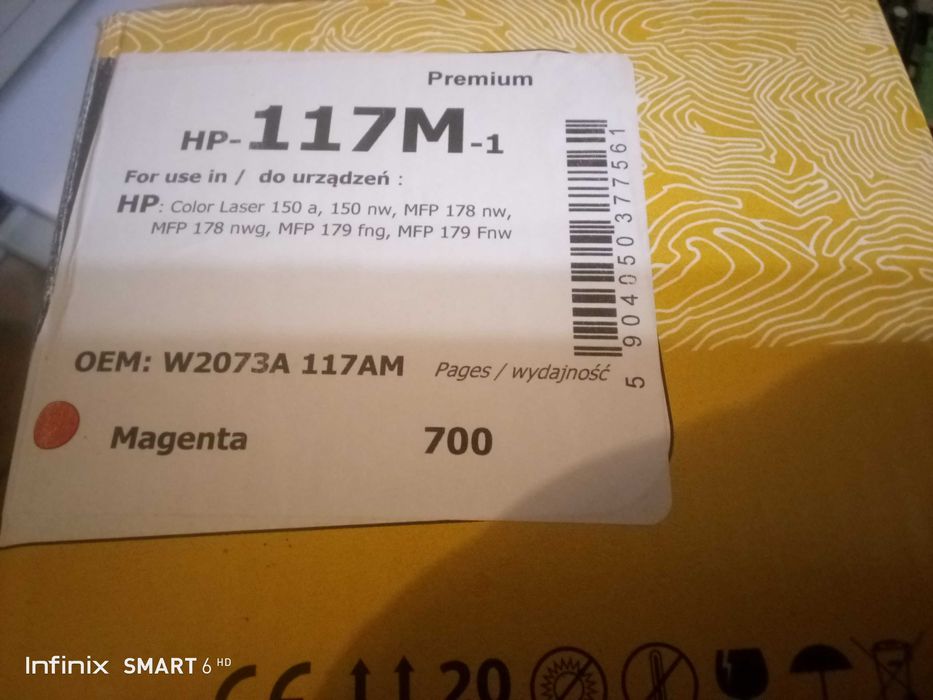 Premium
HP-117M-1
For use in / do urządzeń :
HP: Color Laser 150 a, 150 nw, MFP 178 nw,
MFP 178 nwg, MFP 179 fng, MFP 179 Fnw
5904050377561
OEM: W2073A 117AM
Pages / wydajność
Magenta 700
CE 20
Infinix SMART 6 HD